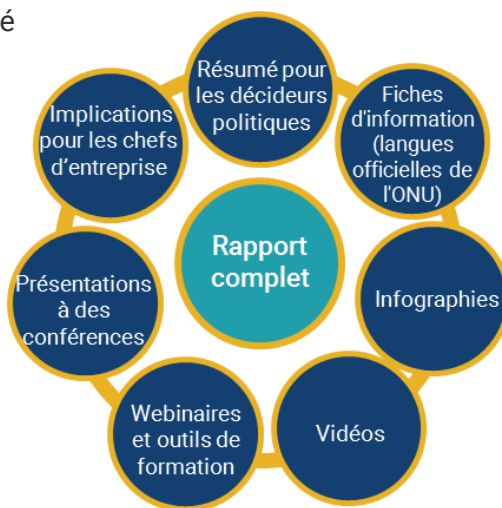 é
Résumé pour
les décideurs
politiques
Fiches
d'information
(langues
officielles de
l'ONU)
Infographies
Vidéos
Webinaires
et outils de
formation
Présentations
à des
conférences
Implications
pour les chefs
d’entreprise
Rapport
complet